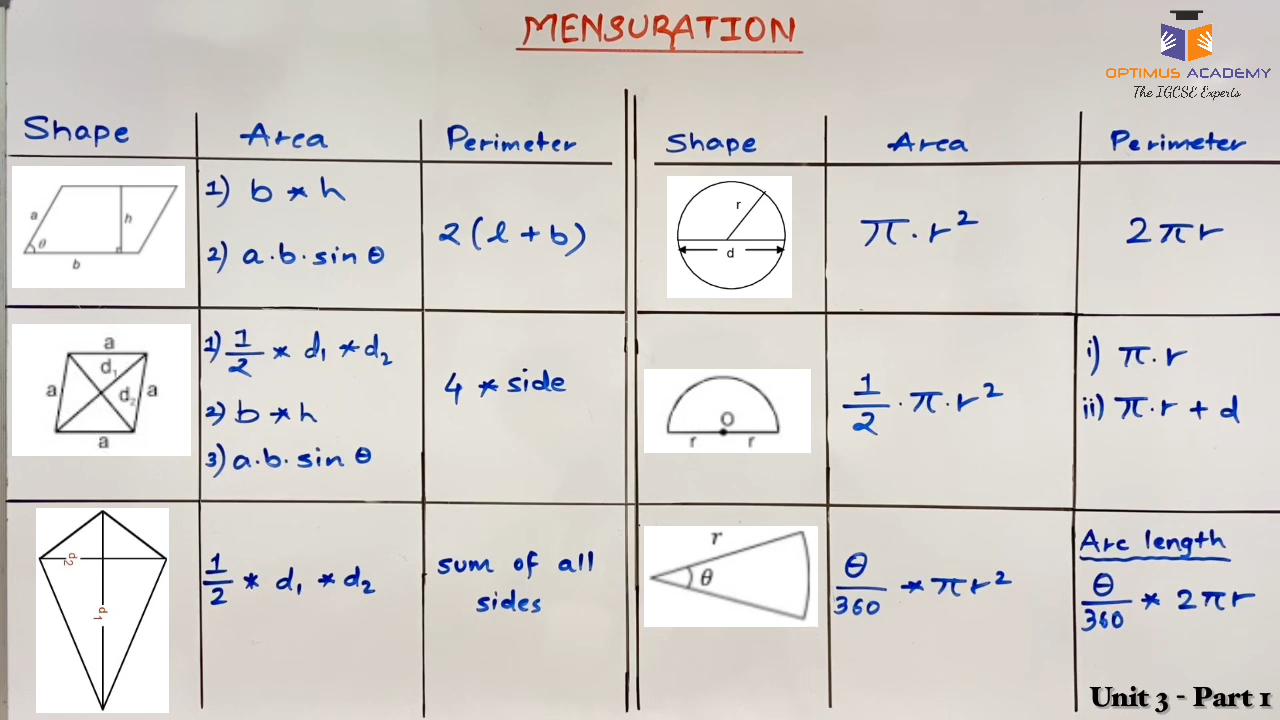 MENSURATION
OPTIMUS ACADEMY
The IGCSE Experts
Shape Area Perimeter
a h θ b
1) b * h
2) a.b.sin θ
2(l + b)
a
d1
a d2 a
a
1) 1/2 * d1 * d2
2) b * h
3) a.b.sin θ
4 * side
d2
d1
1/2 * d1 * d2
sum of all
sides
Shape Area Perimeter
r
d
π.r²
2πr
O
r r
1/2 . π.r²
i) π.r
ii) π.r + d
r
θ
θ/360 * πr²
Arc length
θ/360 * 2πr
Unit 3 - Part 1